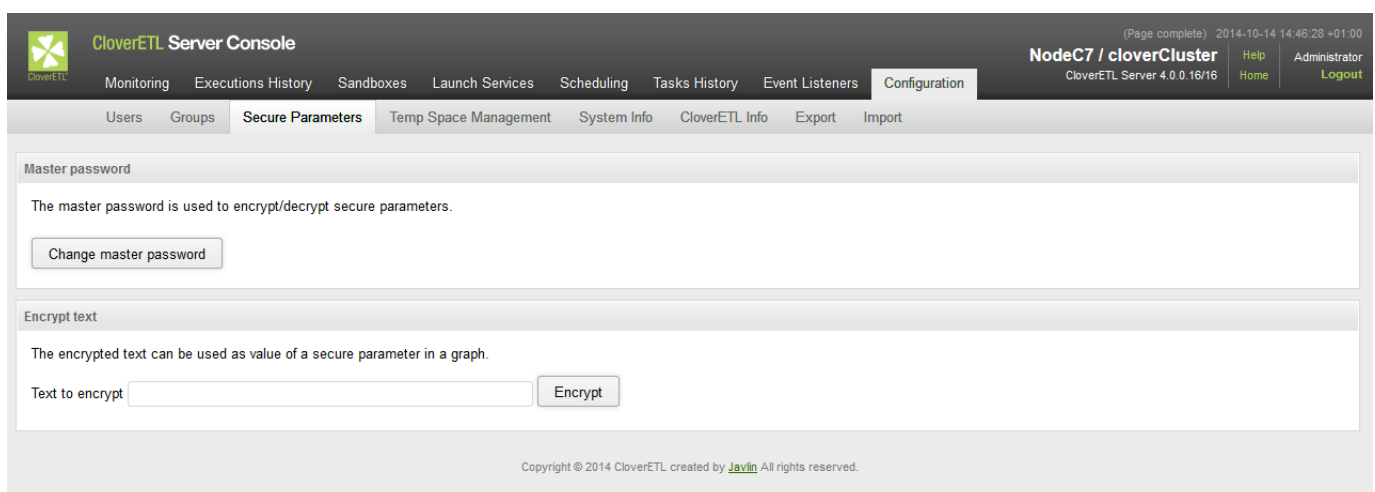 CloverETL Server Console
(Page complete) 2014-10-14 14:46:28 +01:00
NodeC7 / cloverCluster Help Administrator
CloverETL Server 4.0.0.16/16 Home Logout
CloverETL
Monitoring Executions History Sandboxes Launch Services Scheduling Tasks History Event Listeners Configuration
Users Groups Secure Parameters Temp Space Management System Info CloverETL Info Export Import
Master password
The master password is used to encrypt/decrypt secure parameters.
Change master password
Encrypt text
The encrypted text can be used as value of a secure parameter in a graph.
Text to encrypt Encrypt
Copyright © 2014 CloverETL created by Javlin All rights reserved.